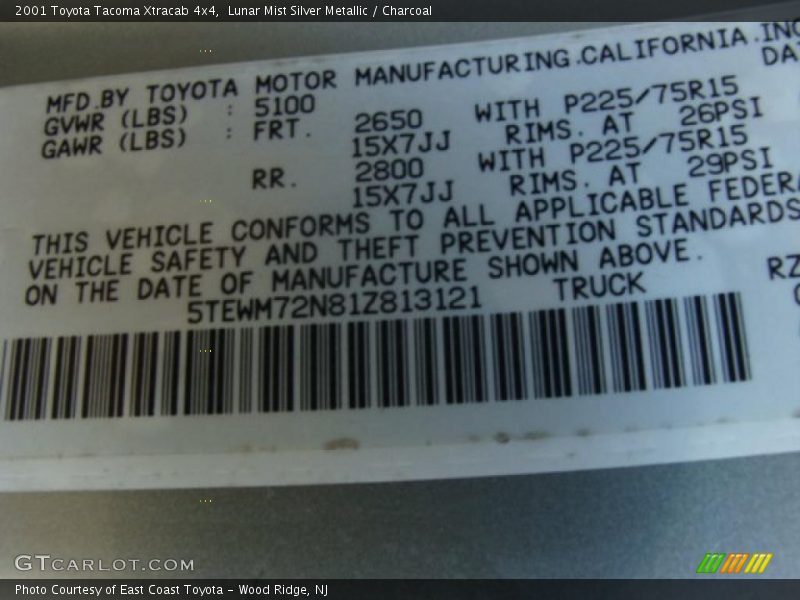 2001 Toyota Tacoma Xtracab 4x4, Lunar Mist Silver Metallic / Charcoal
MFD.BY TOYOTA MOTOR MANUFACTURING.CALIFORNIA.INC
DAT
GVWR (LBS) : 5100
GAWR (LBS) : FRT. 2650 WITH P225/75R15
15X7JJ RIMS. AT 26PSI
RR. 2800 WITH P225/75R15
15X7JJ RIMS. AT 29PSI
THIS VEHICLE CONFORMS TO ALL APPLICABLE FEDERA
VEHICLE SAFETY AND THEFT PREVENTION STANDARDS
ON THE DATE OF MANUFACTURE SHOWN ABOVE.
5TEWM72N81Z813121 TRUCK RZ
GTCARLOT.COM
Photo Courtesy of East Coast Toyota – Wood Ridge, NJ